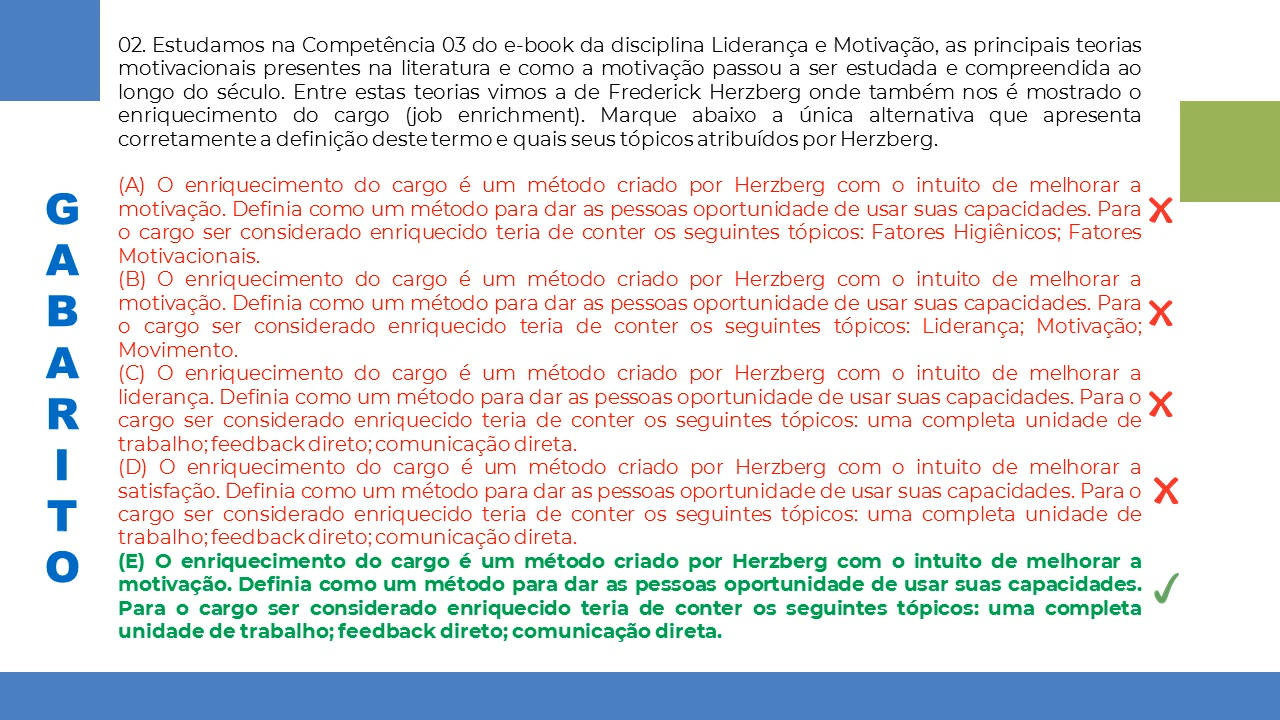 02. Estudamos na Competência 03 do e-book da disciplina Liderança e Motivação, as principais teorias
motivacionais presentes na literatura e como a motivação passou a ser estudada e compreendida ao
longo do século. Entre estas teorias vimos a de Frederick Herzberg onde também nos é mostrado o
enriquecimento do cargo (job enrichment). Marque abaixo a única alternativa que apresenta
corretamente a definição deste termo e quais seus tópicos atribuídos por Herzberg.
GABARITO
(A) O enriquecimento do cargo é um método criado por Herzberg com o intuito de melhorar a
motivação. Definia como um método para dar as pessoas oportunidade de usar suas capacidades. Para
o cargo ser considerado enriquecido teria de conter os seguintes tópicos: Fatores Higiênicos; Fatores
Motivacionais.
(B) O enriquecimento do cargo é um método criado por Herzberg com o intuito de melhorar a
motivação. Definia como um método para dar as pessoas oportunidade de usar suas capacidades. Para
o cargo ser considerado enriquecido teria de conter os seguintes tópicos: Liderança; Motivação;
Movimento.
(C) O enriquecimento do cargo é um método criado por Herzberg com o intuito de melhorar a
liderança. Definia como um método para dar as pessoas oportunidade de usar suas capacidades. Para o
cargo ser considerado enriquecido teria de conter os seguintes tópicos: uma completa unidade de
trabalho; feedback direto; comunicação direta.
(D) O enriquecimento do cargo é um método criado por Herzberg com o intuito de melhorar a
satisfação. Definia como um método para dar as pessoas oportunidade de usar suas capacidades. Para o
cargo ser considerado enriquecido teria de conter os seguintes tópicos: uma completa unidade de
trabalho; feedback direto; comunicação direta.
(E) O enriquecimento do cargo é um método criado por Herzberg com o intuito de melhorar a
motivação. Definia como um método para dar as pessoas oportunidade de usar suas capacidades.
Para o cargo ser considerado enriquecido teria de conter os seguintes tópicos: uma completa
unidade de trabalho; feedback direto; comunicação direta.